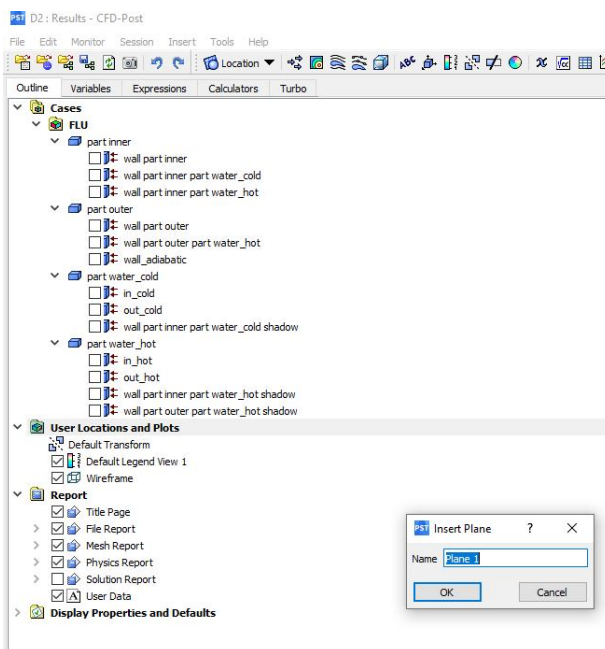 PST D2 : Results - CFD-Post
File Edit Monitor Session Insert Tools Help
Location
Outline Variables Expressions Calculators Turbo
Cases
FLU
part inner
wall part inner
wall part inner part water_cold
wall part inner part water_hot
part outer
wall part outer
wall part outer part water_hot
wall_adiabatic
part water_cold
in_cold
out_cold
wall part inner part water_cold shadow
part water_hot
in_hot
out_hot
wall part inner part water_hot shadow
wall part outer part water_hot shadow
User Locations and Plots
Default Transform
Default Legend View 1
Wireframe
Report
Title Page
File Report
Mesh Report
Physics Report
Solution Report
A User Data
Display Properties and Defaults
PST Insert Plane ? X
Name Plane 1
OK Cancel